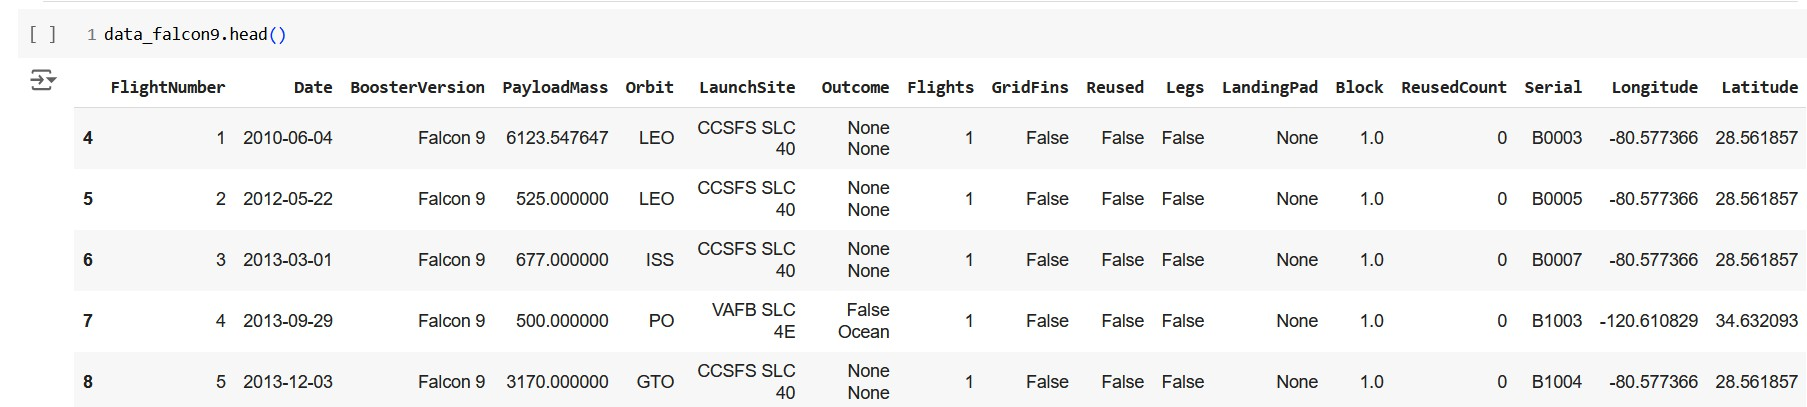 [ ] 1 data_falcon9.head()
FlightNumber Date BoosterVersion PayloadMass Orbit LaunchSite Outcome Flights GridFins Reused Legs LandingPad Block ReusedCount Serial Longitude Latitude
4 1 2010-06-04 Falcon 9 6123.547647 LEO CCSFS SLC 40 None None 1 False False False None 1.0 0 B0003 -80.577366 28.561857
5 2 2012-05-22 Falcon 9 525.000000 LEO CCSFS SLC 40 None None 1 False False False None 1.0 0 B0005 -80.577366 28.561857
6 3 2013-03-01 Falcon 9 677.000000 ISS CCSFS SLC 40 None None 1 False False False None 1.0 0 B0007 -80.577366 28.561857
7 4 2013-09-29 Falcon 9 500.000000 PO VAFB SLC 4E False Ocean 1 False False False None 1.0 0 B1003 -120.610829 34.632093
8 5 2013-12-03 Falcon 9 3170.000000 GTO CCSFS SLC 40 None None 1 False False False None 1.0 0 B1004 -80.577366 28.561857